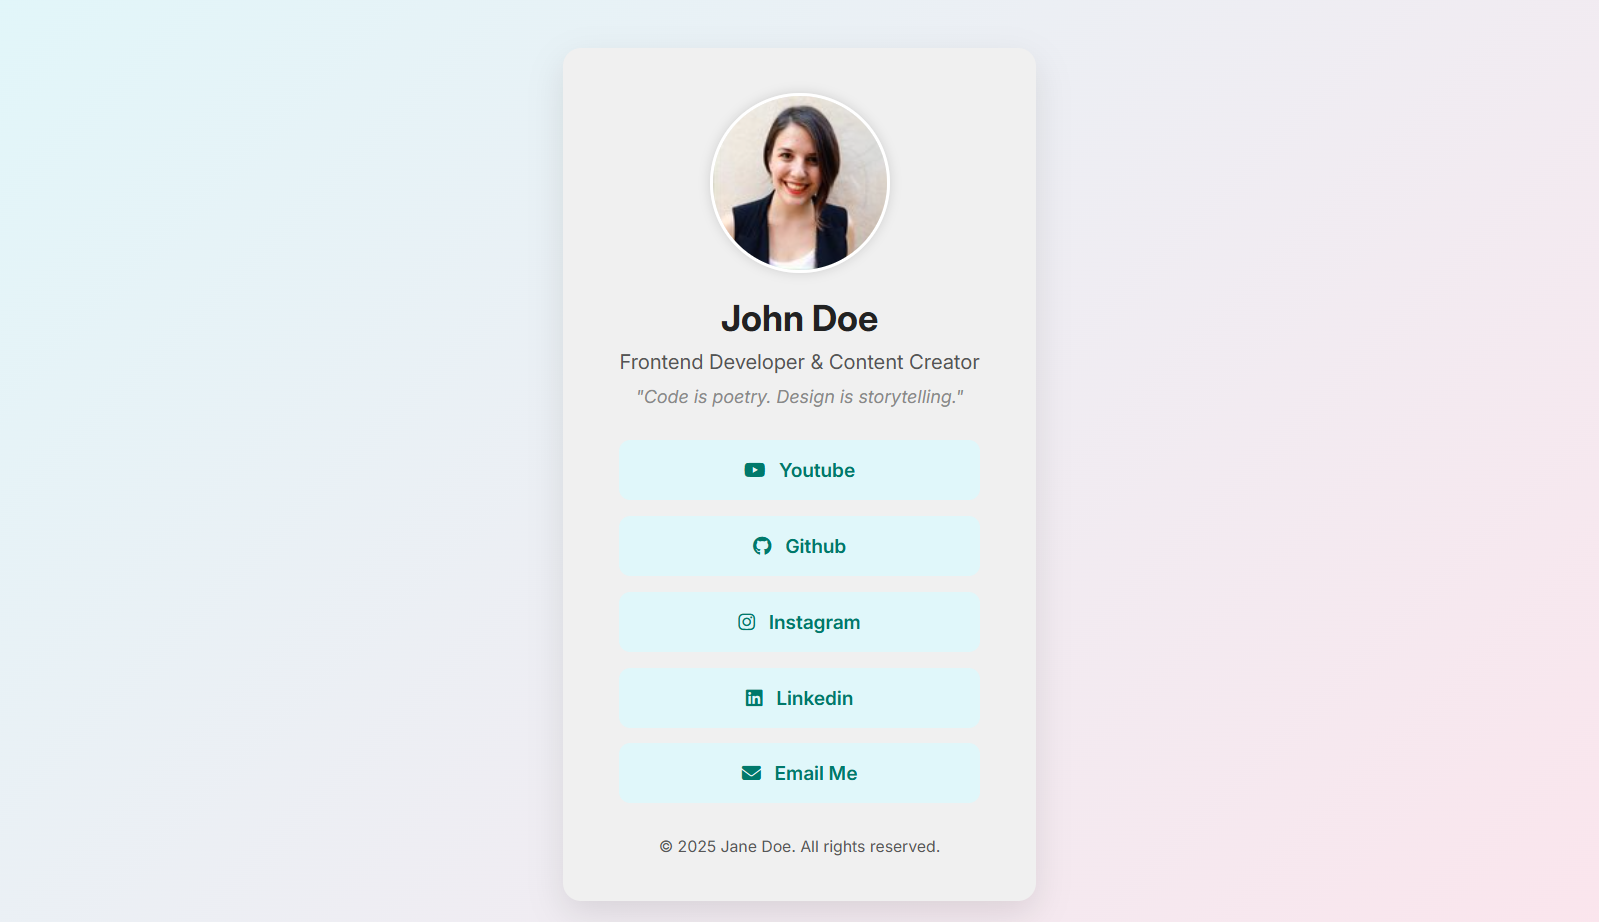 John Doe
Frontend Developer & Content Creator
"Code is poetry. Design is storytelling."
Youtube
Github
Instagram
Linkedin
Email Me
© 2025 Jane Doe. All rights reserved.